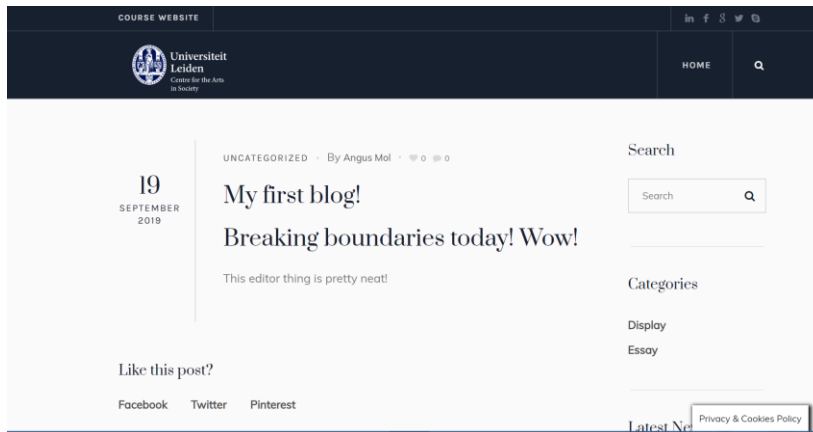 COURSE WEBSITE
Universiteit
Leiden
Centre for the Arts
in Society
HOME
19
SEPTEMBER
2019
UNCATEGORIZED · By Angus Mol · 0 0
My first blog!
Breaking boundaries today! Wow!
This editor thing is pretty neat!
Like this post?
Facebook Twitter Pinterest
Search
Search
Categories
Display
Essay
Latest Ne
Privacy & Cookies Policy